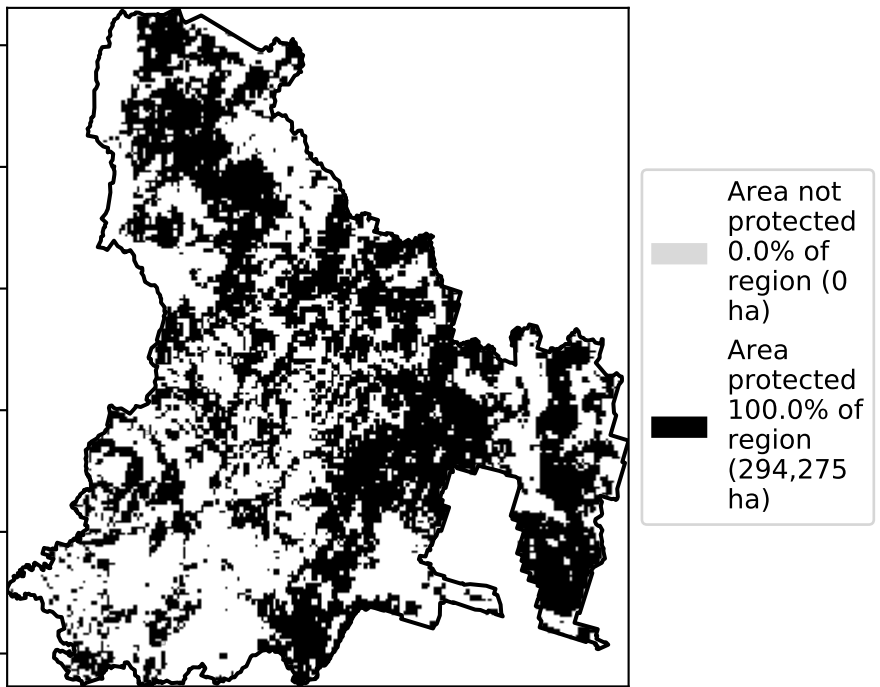 Area not
protected
0.0% of
region (0
ha)
Area
protected
100.0% of
region
(294,275
ha)